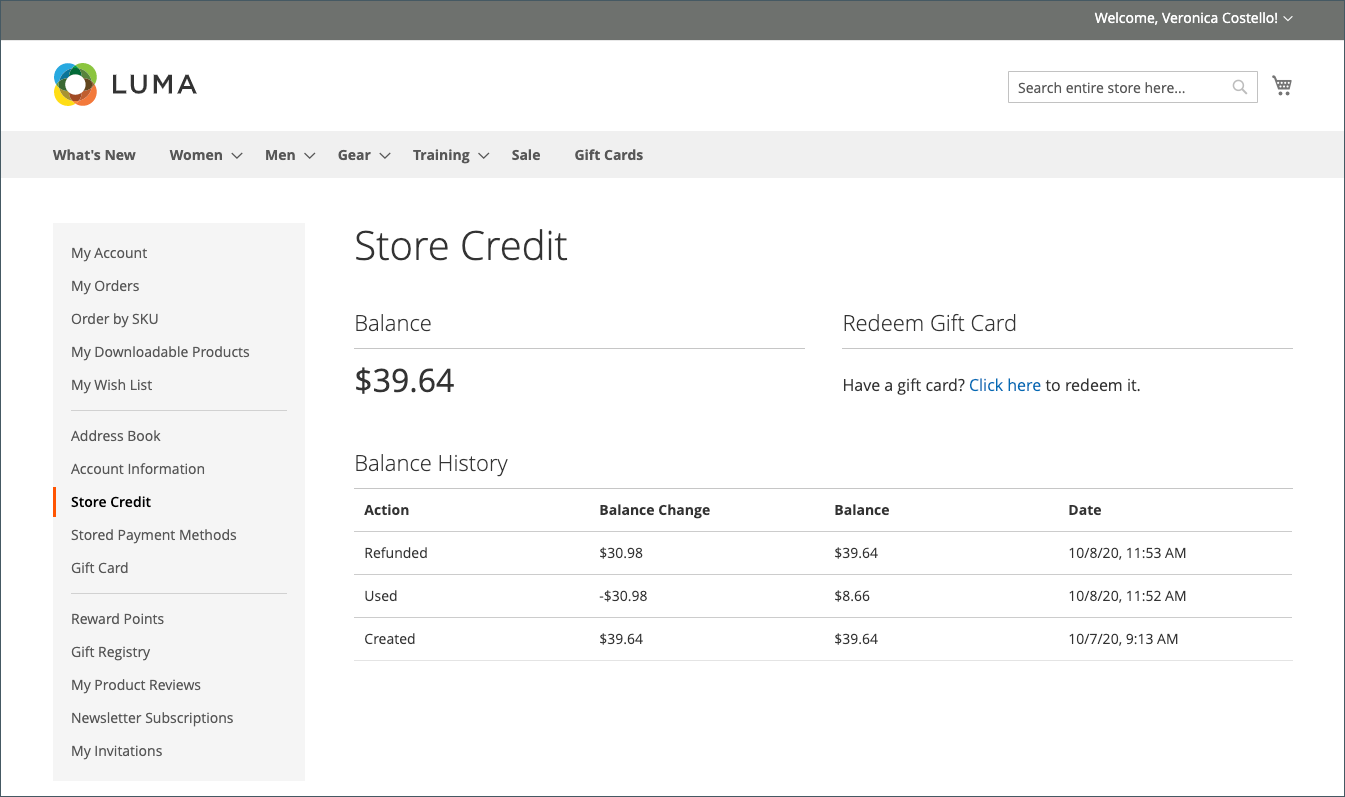 Welcome, Veronica Costello!
LUMA
Search entire store here...
What's New Women Men Gear Training Sale Gift Cards
My Account
My Orders
Order by SKU
My Downloadable Products
My Wish List
Address Book
Account Information
Store Credit
Stored Payment Methods
Gift Card
Reward Points
Gift Registry
My Product Reviews
Newsletter Subscriptions
My Invitations
Store Credit
Balance
$39.64
Redeem Gift Card
Have a gift card? Click here to redeem it.
Balance History
Action Balance Change Balance Date
Refunded $30.98 $39.64 10/8/20, 11:53 AM
Used -$30.98 $8.66 10/8/20, 11:52 AM
Created $39.64 $39.64 10/7/20, 9:13 AM